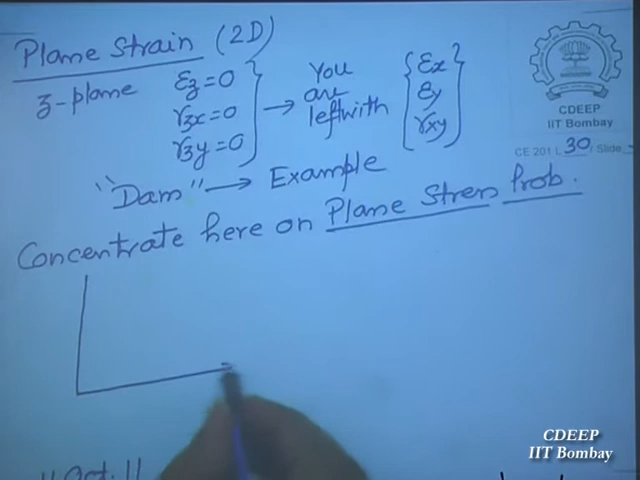 Plane Strain (2D)
z-plane
εz=0
γzx=0
γzy=0
You
are
left with
εx
εy
γxy
"Dam" → Example
Concentrate here on Plane Stress Prob.
CDEEP
IIT Bombay
CE 201 L 30 / Slide
CDEEP
IIT Bombay